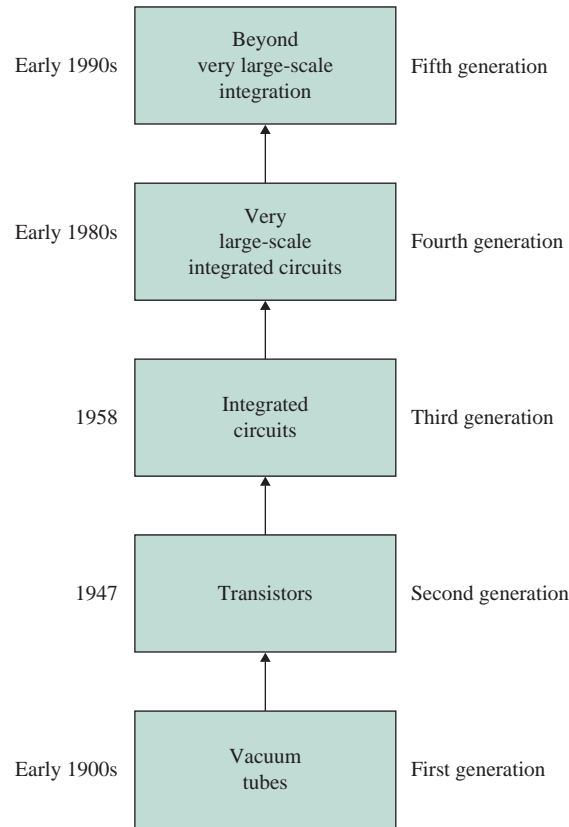 Early 1990s
Beyond
very large-scale
integration
Fifth generation
Early 1980s
Very
large-scale
integrated circuits
Fourth generation
1958
Integrated
circuits
Third generation
1947
Transistors
Second generation
Early 1900s
Vacuum
tubes
First generation